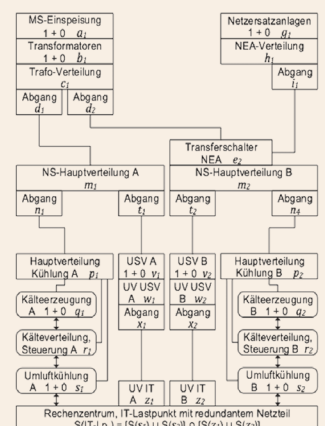 MS-Einspeisung
1+0 a₁
Transformatoren
1+0 b₁
Trafo-Verteilung
c₁
Abgang
d₁
Abgang
d₂
Netzersatzanlagen
1+0 g₁
NEA-Verteilung
h₁
Abgang
i₁
Transferschalter
NEA e₂
NS-Hauptverteilung A
m₁
NS-Hauptverteilung B
m₂
Abgang
n₁
Abgang
t₁
Abgang
t₂
Abgang
n₄
Hauptverteilung
Kühlung A p₁
USV A
1+0 v₁
UV USV
A w₁
Abgang
x₁
USV B
1+0 v₂
UV USV
B w₂
Abgang
x₂
Hauptverteilung
Kühlung B p₂
Kälteerzeugung
A 1+0 q₁
Kälteverteilung,
Steuerung A r₁
Umluftkühlung
A 1+0 s₁
Kälteerzeugung
B 1+0 q₂
Kälteverteilung,
Steuerung B r₂
Umluftkühlung
B 1+0 s₂
UV IT
A z₁
UV IT
B z₂
Rechenzentrum, IT-Lastpunkt mit redundantem Netzteil